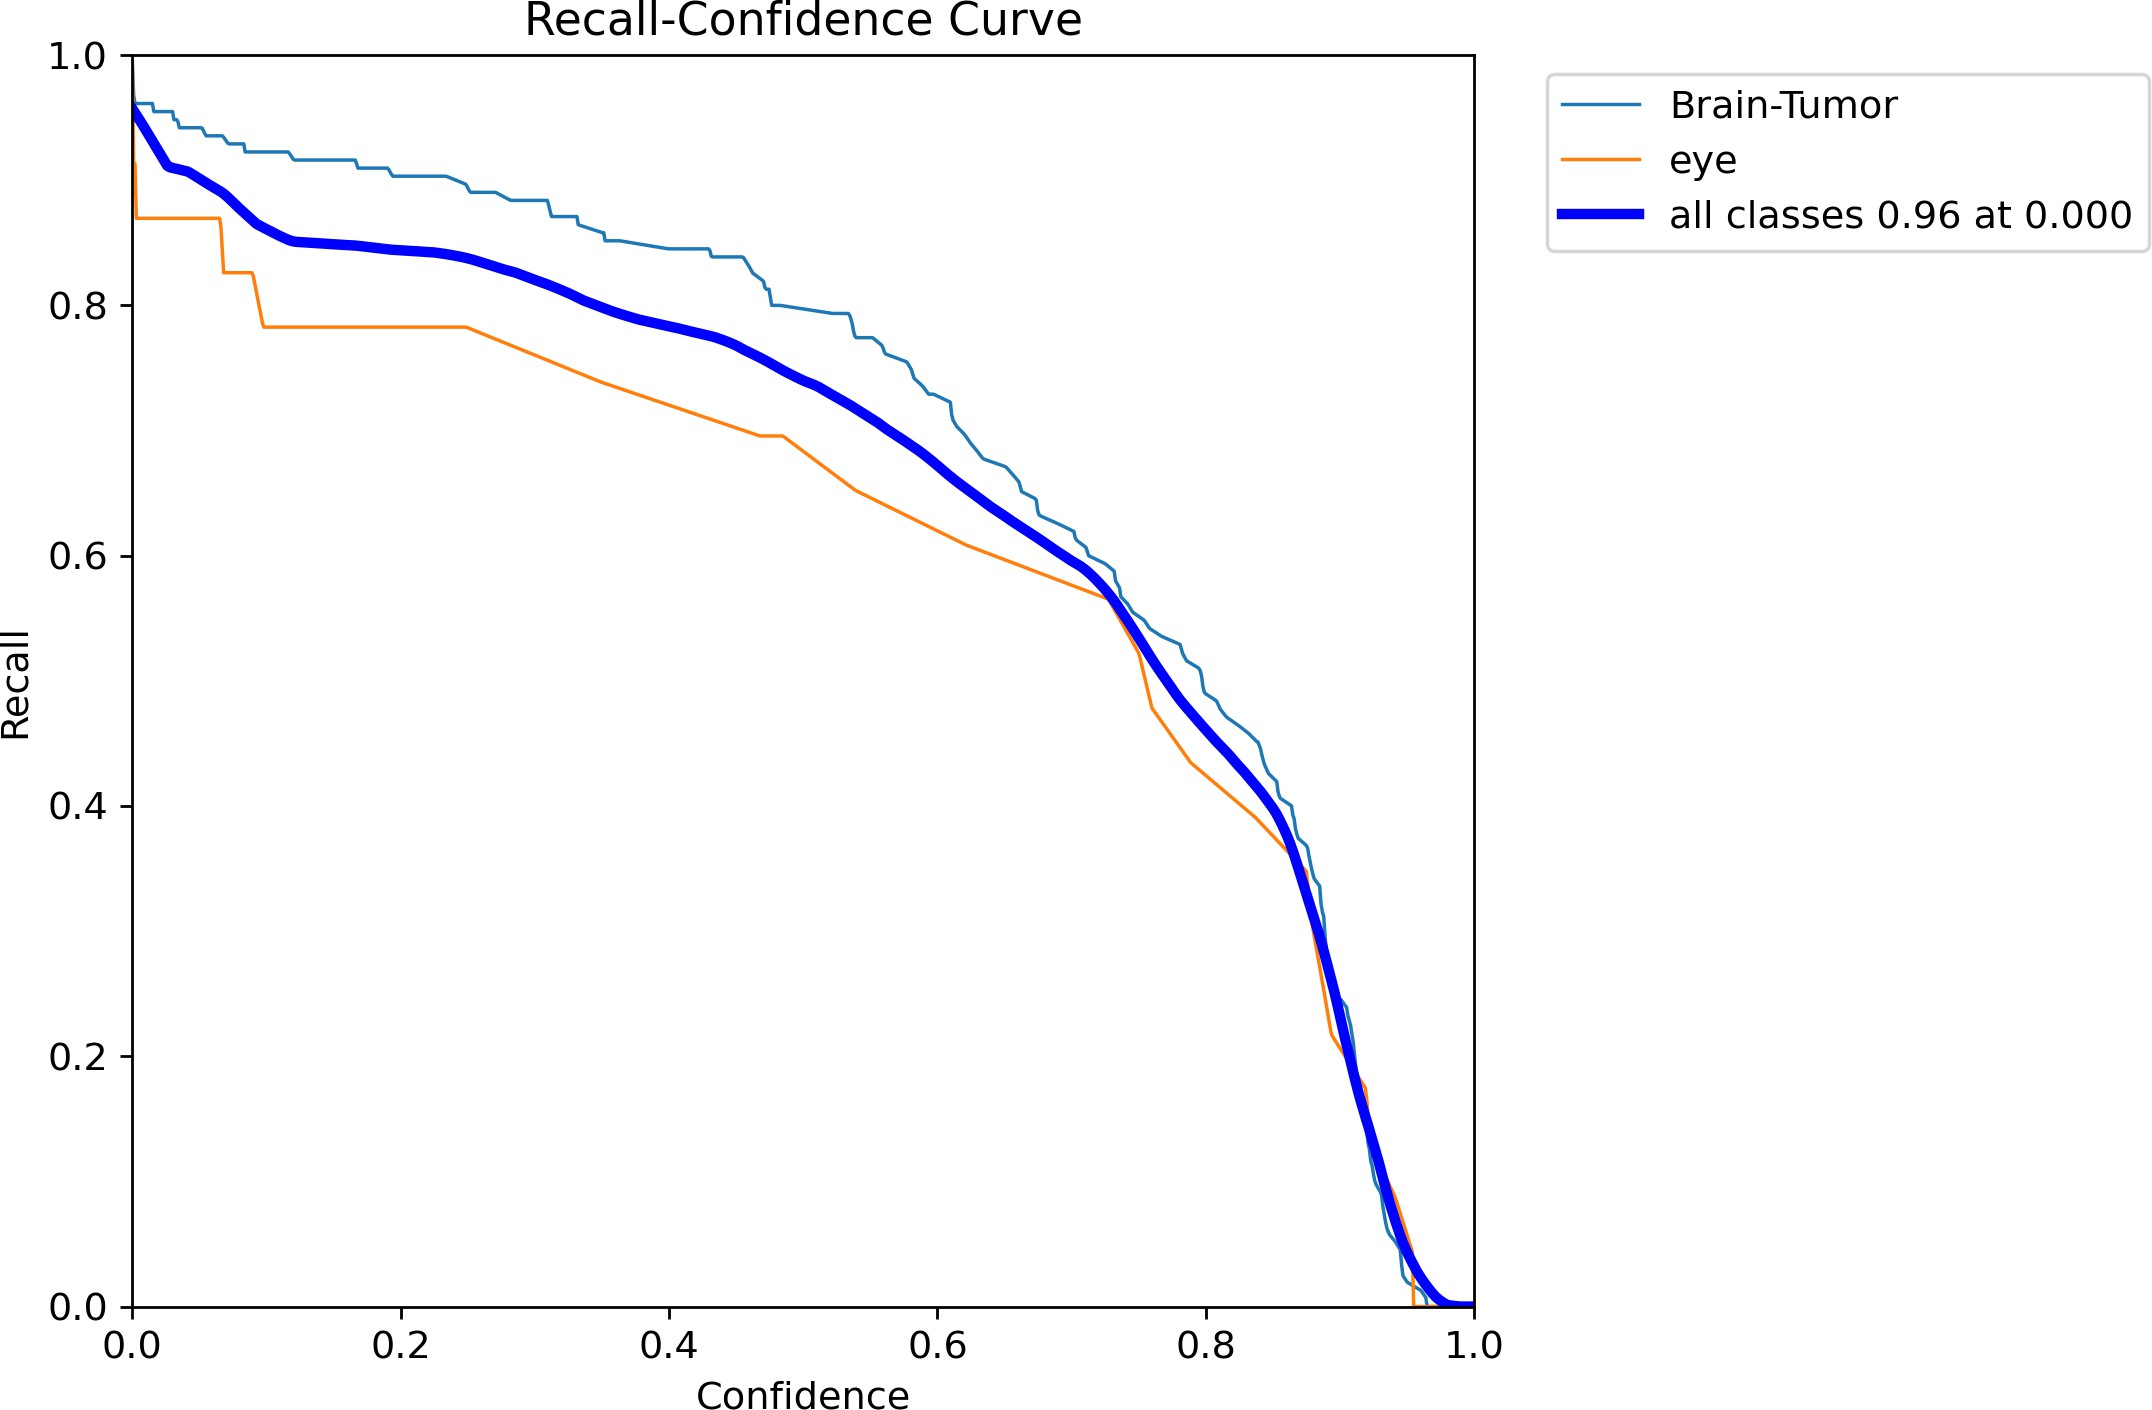 Recall-Confidence Curve
1.0
0.8
0.6
0.4
0.2
0.0
Recall
0.0 0.2 0.4 0.6 0.8 1.0
Confidence
Brain-Tumor
eye
all classes 0.96 at 0.000